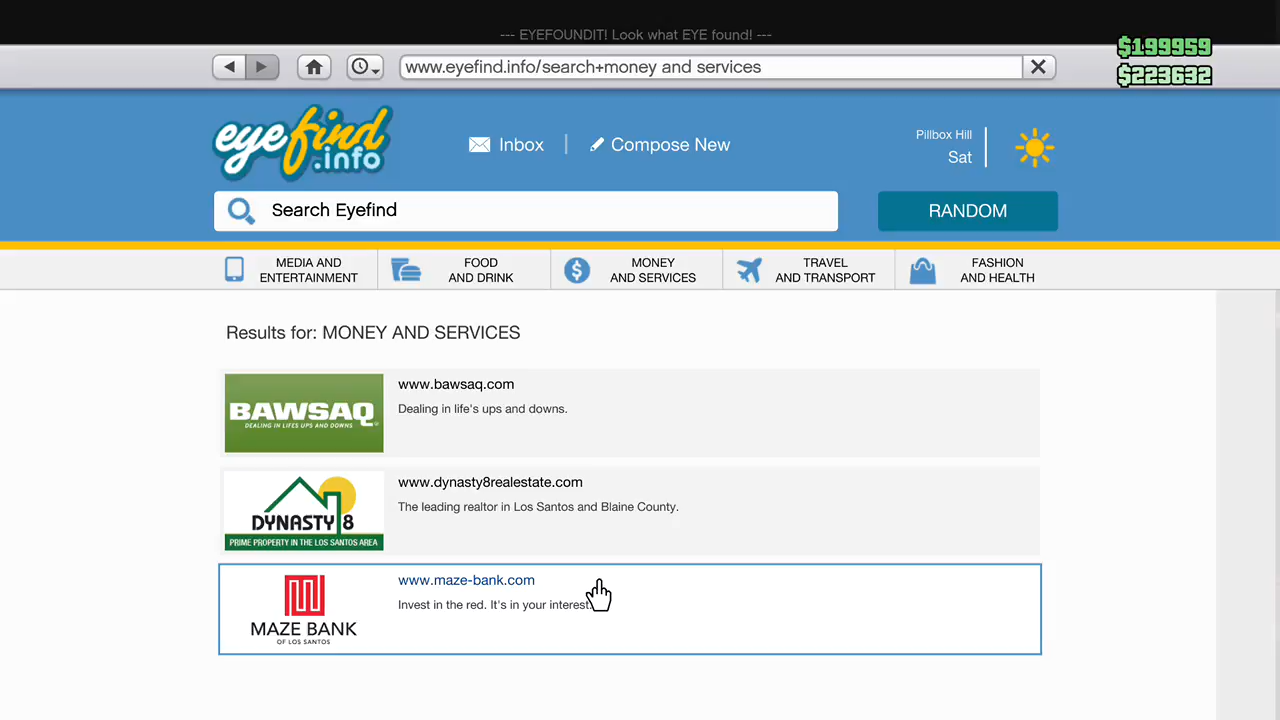 --- EYEFOUNDIT! Look what EYE found! ---
www.eyefind.info/search+money and services
$199959
$223632
eyefind.info
Inbox
Compose New
Pillbox Hill
Sat
Search Eyefind
RANDOM
MEDIA AND
ENTERTAINMENT
FOOD
AND DRINK
MONEY
AND SERVICES
TRAVEL
AND TRANSPORT
FASHION
AND HEALTH
Results for: MONEY AND SERVICES
BAWSAQ
DEALING IN LIFES UPS AND DOWNS
www.bawsaq.com
Dealing in life's ups and downs.
DYNASTY 8
PRIME PROPERTY IN THE LOS SANTOS AREA
www.dynasty8realestate.com
The leading realtor in Los Santos and Blaine County.
MAZE BANK
OF LOS SANTOS
www.maze-bank.com
Invest in the red. It's in your interest.